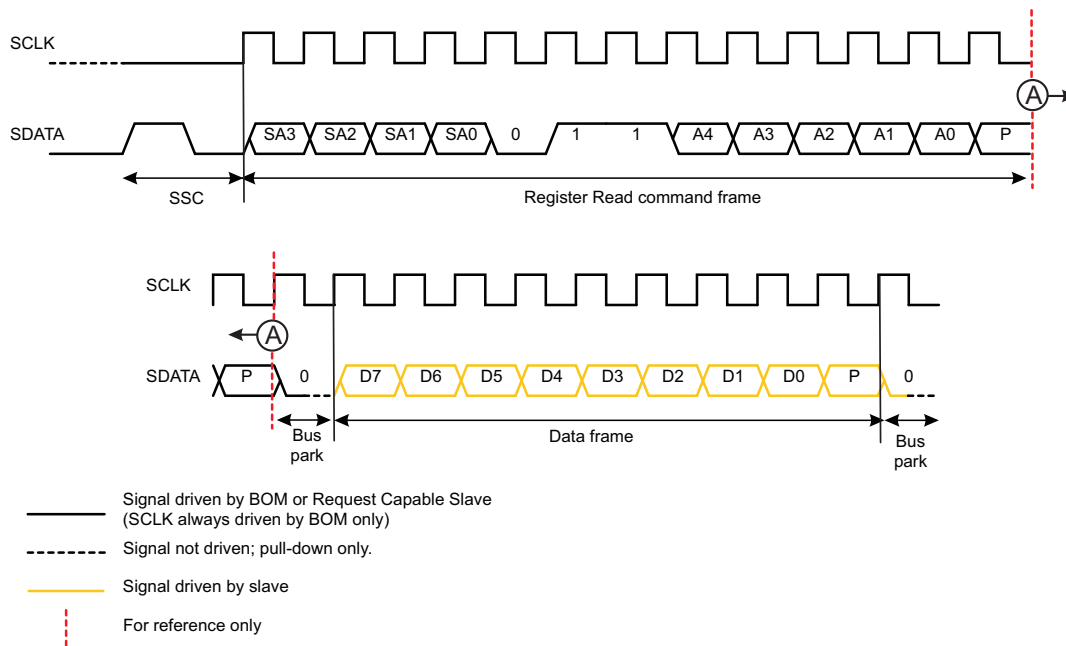 SCLK
A
SDATA SA3 SA2 SA1 SA0 0 1 1 A4 A3 A2 A1 A0 P
SSC Register Read command frame
SCLK
A
SDATA P 0 D7 D6 D5 D4 D3 D2 D1 D0 P 0
Bus park Data frame Bus park
Signal driven by BOM or Request Capable Slave
(SCLK always driven by BOM only)
Signal not driven; pull-down only.
Signal driven by slave
For reference only